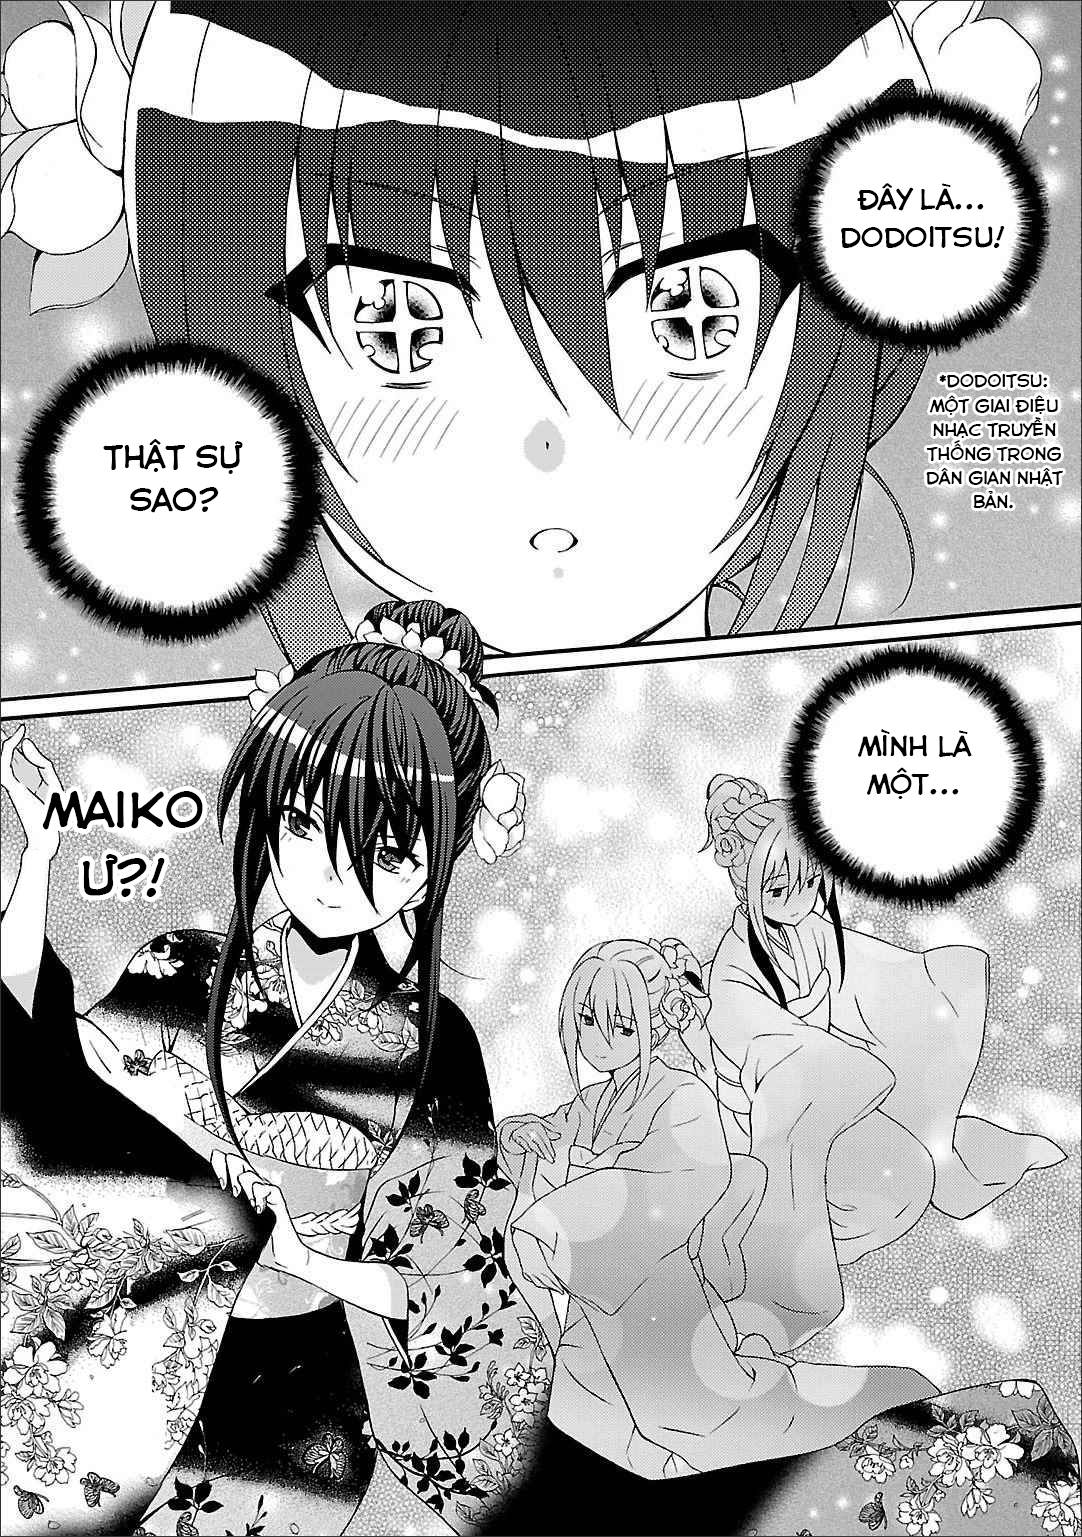 ĐÂY LÀ...
DODOITSU!
*DODOITSU:
MỘT GIAI ĐIỆU
NHẠC TRUYỀN
THỐNG TRONG
DÂN GIAN NHẬT
BẢN.
THẬT SỰ
SAO?
MÌNH LÀ
MỘT...
MAIKO
Ư?!